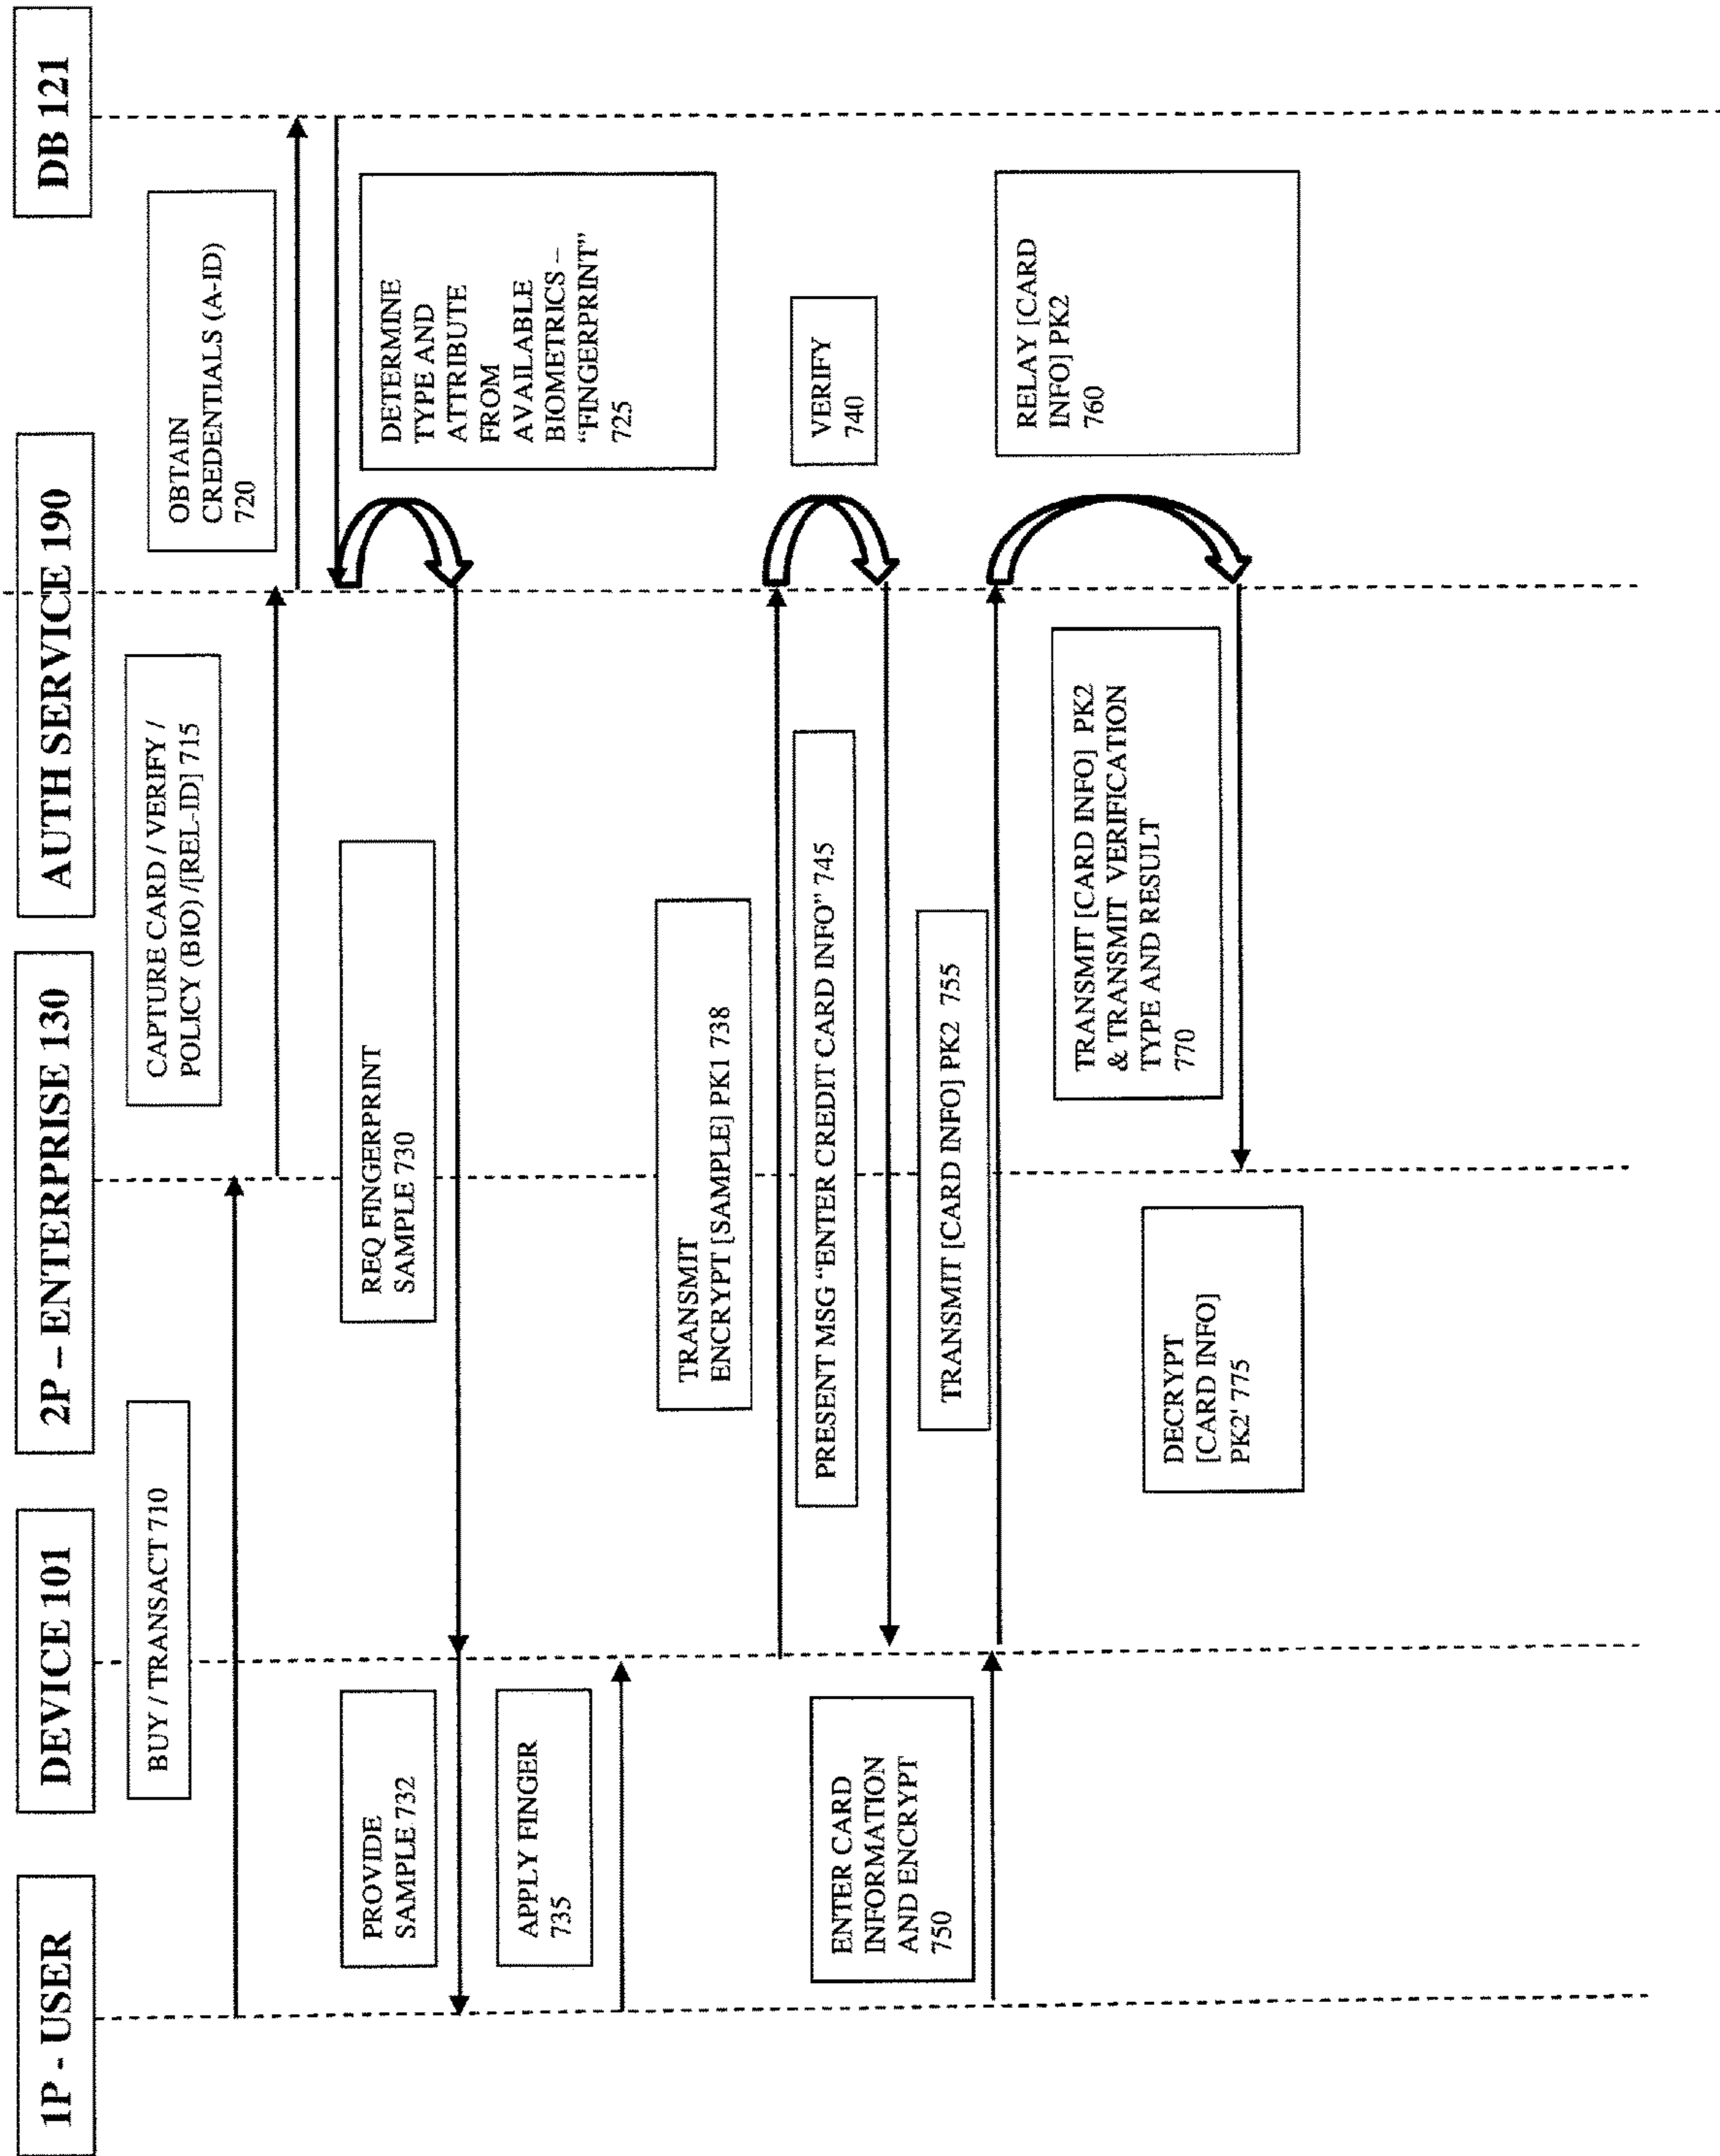 1P - USER
DEVICE 101
2P – ENTERPRISE 130
AUTH SERVICE 190
DB 121
BUY / TRANSACT 710
CAPTURE CARD / VERIFY /
POLICY (BIO) /[REL-ID] 715
OBTAIN
CREDENTIALS (A-ID)
720
DETERMINE
TYPE AND
ATTRIBUTE
FROM
AVAILABLE
BIOMETRICS –
“FINGERPRINT”
725
REQ FINGERPRINT
SAMPLE 730
PROVIDE
SAMPLE 732
APPLY FINGER
735
TRANSMIT
ENCRYPT [SAMPLE] PK1 738
VERIFY
740
PRESENT MSG “ENTER CREDIT CARD INFO” 745
ENTER CARD
INFORMATION
AND ENCRYPT
750
TRANSMIT [CARD INFO] PK2 755
RELAY [CARD
INFO] PK2
760
TRANSMIT [CARD INFO] PK2
& TRANSMIT VERIFICATION
TYPE AND RESULT
770
DECRYPT
[CARD INFO]
PK2' 775